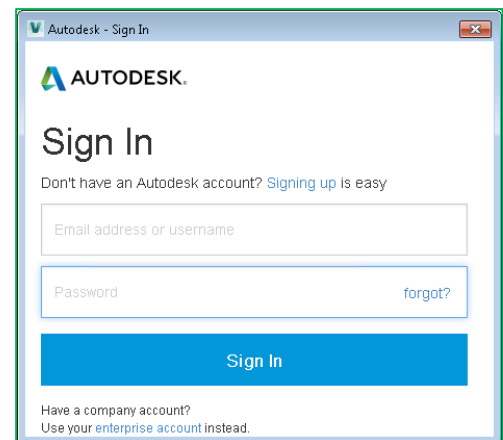 Autodesk - Sign In
AUTODESK.
Sign In
Don't have an Autodesk account? Signing up is easy
Email address or username
Password forgot?
Sign In
Have a company account?
Use your enterprise account instead.